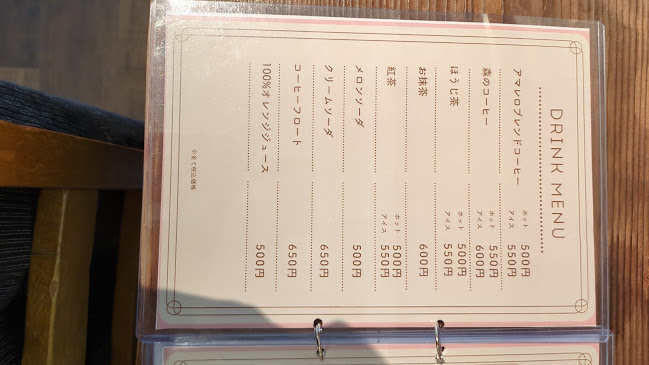 DRINK MENU
アマレロブレンドコーヒー
ホット 500円
アイス 550円
森のコーヒー
ホット 550円
アイス 600円
ほうじ茶
ホット 500円
アイス 550円
お抹茶 600円
紅茶
ホット 500円
アイス 550円
メロンソーダ 500円
クリームソーダ 650円
コーヒーフロート 650円
100%オレンジジュース 500円
※全て税込価格